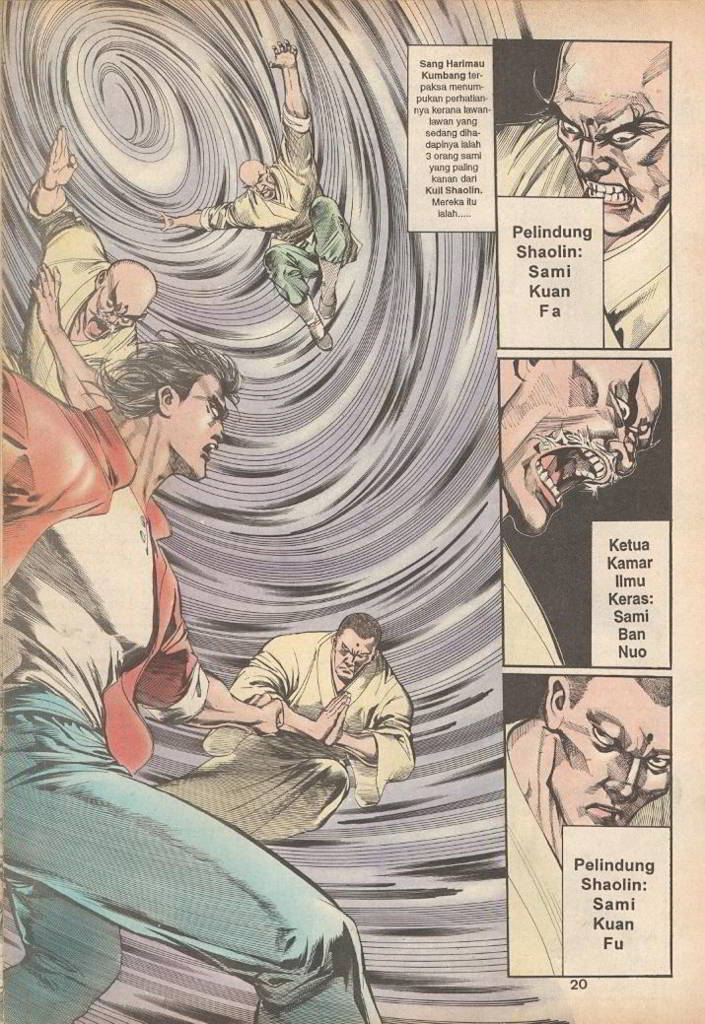 Sang Harimau
Kumbang ter-
paksa menum-
pukan perhatian-
nya kerana lawan-
lawan yang
sedang diha-
dapinya ialah
3 orang sami
yang paling
kanan dari
Kuil Shaolin.
Mereka itu
ialah.....
Pelindung
Shaolin:
Sami
Kuan
Fa
Ketua
Kamar
Ilmu
Keras:
Sami
Ban
Nuo
Pelindung
Shaolin:
Sami
Kuan
Fu
20